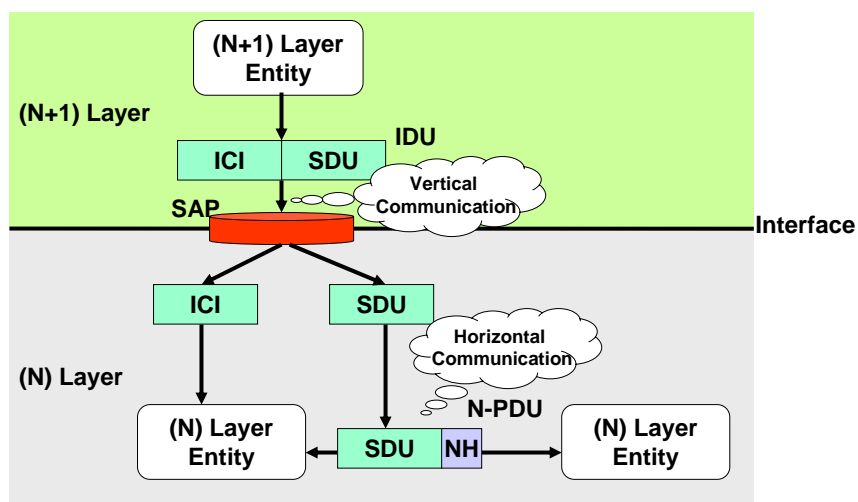 (N+1) Layer
Entity
(N+1) Layer
IDU
ICI
SDU
Vertical
Communication
SAP
Interface
ICI
SDU
Horizontal
Communication
(N) Layer
N-PDU
(N) Layer
Entity
SDU
NH
(N) Layer
Entity